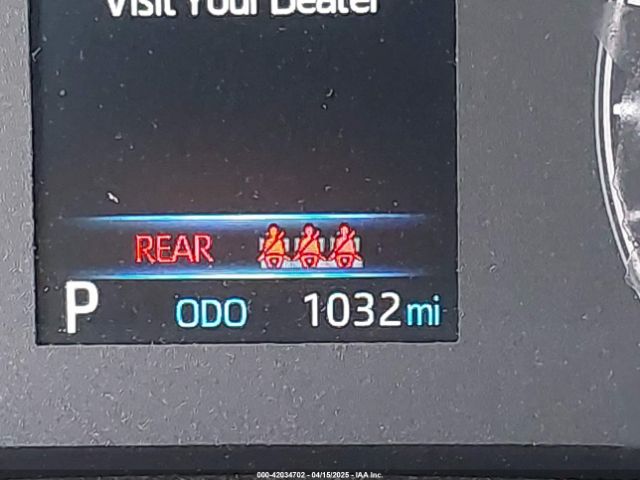 Visit Your Dealer
REAR
P ODO 1032 mi
000-42034702 - 04/15/2025 - IAA Inc.